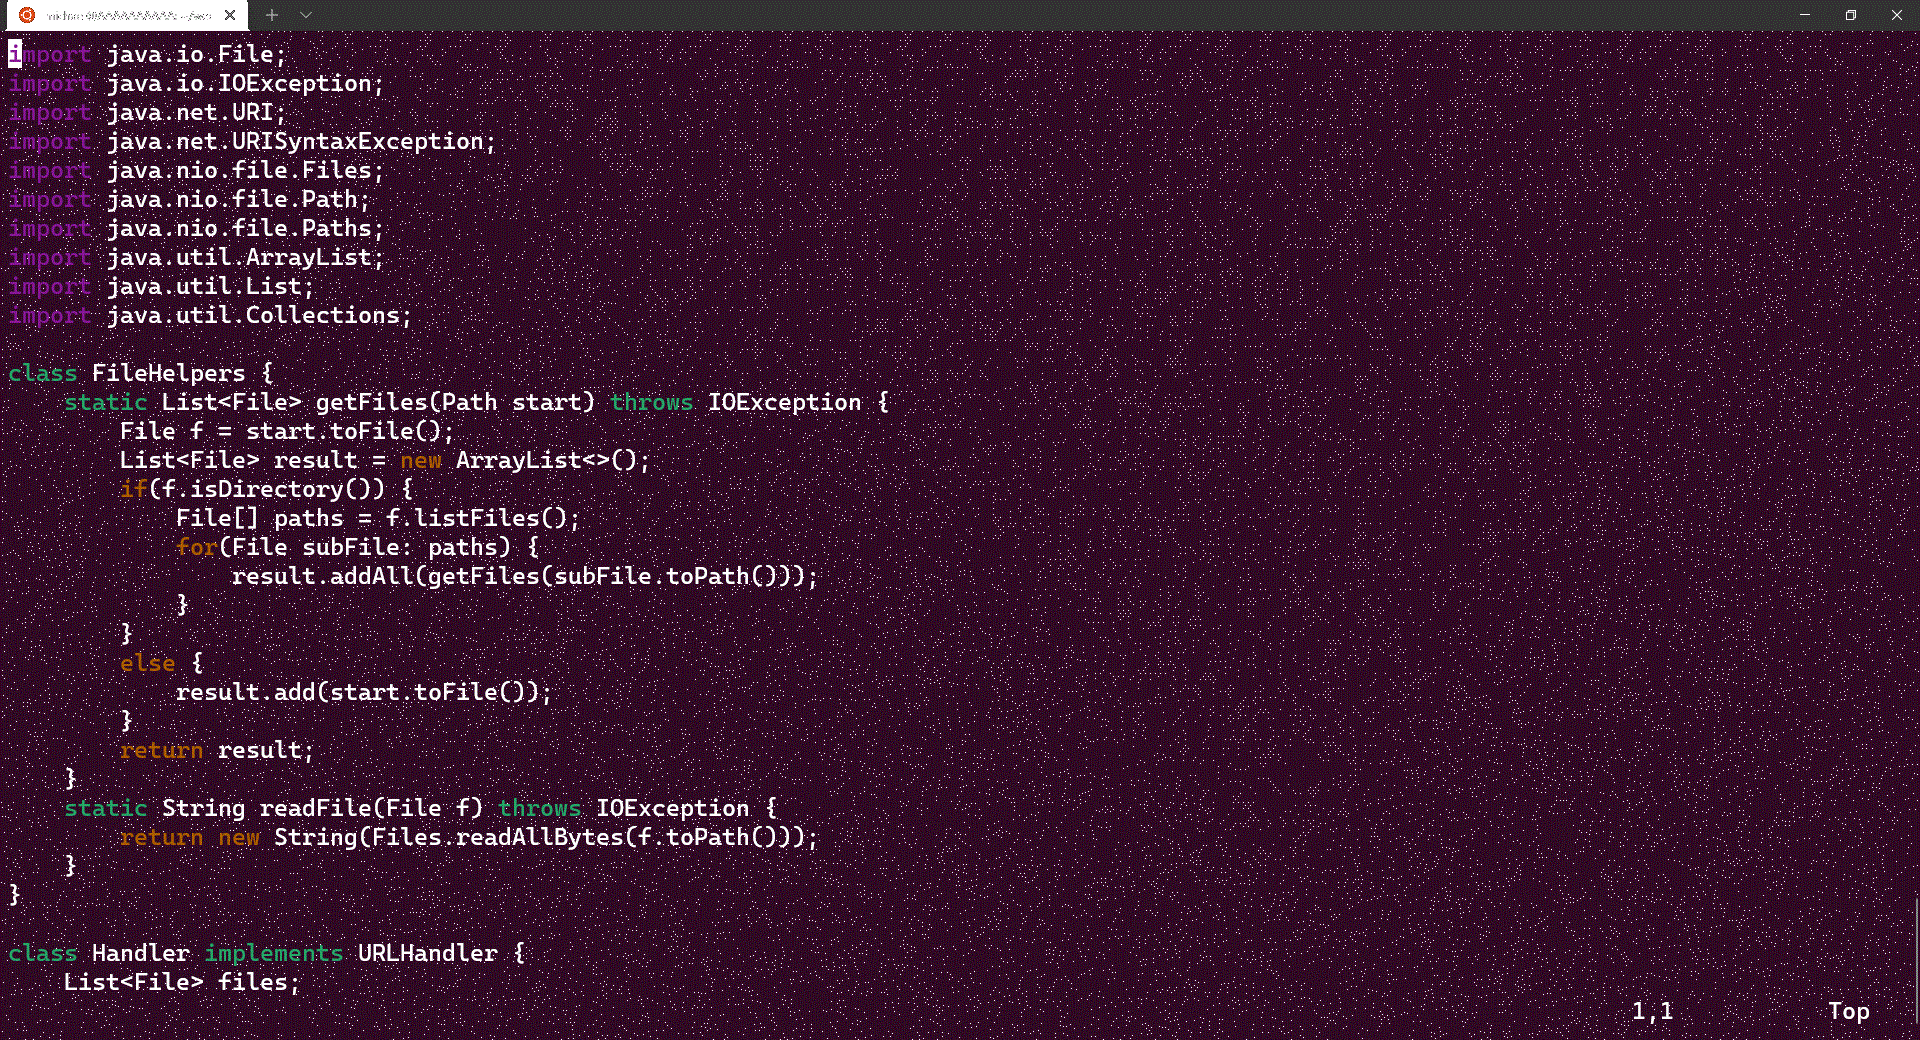 import java.io.File;
import java.io.IOException;
import java.net.URI;
import java.net.URISyntaxException;
import java.nio.file.Files;
import java.nio.file.Path;
import java.nio.file.Paths;
import java.util.ArrayList;
import java.util.List;
import java.util.Collections;

class FileHelpers {
    static List<File> getFiles(Path start) throws IOException {
        File f = start.toFile();
        List<File> result = new ArrayList<>();
        if(f.isDirectory()) {
            File[] paths = f.listFiles();
            for(File subFile: paths) {
                result.addAll(getFiles(subFile.toPath()));
            }
        }
        else {
            result.add(start.toFile());
        }
        return result;
    }
    static String readFile(File f) throws IOException {
        return new String(Files.readAllBytes(f.toPath()));
    }
}

class Handler implements URLHandler {
    List<File> files;
1,1 Top